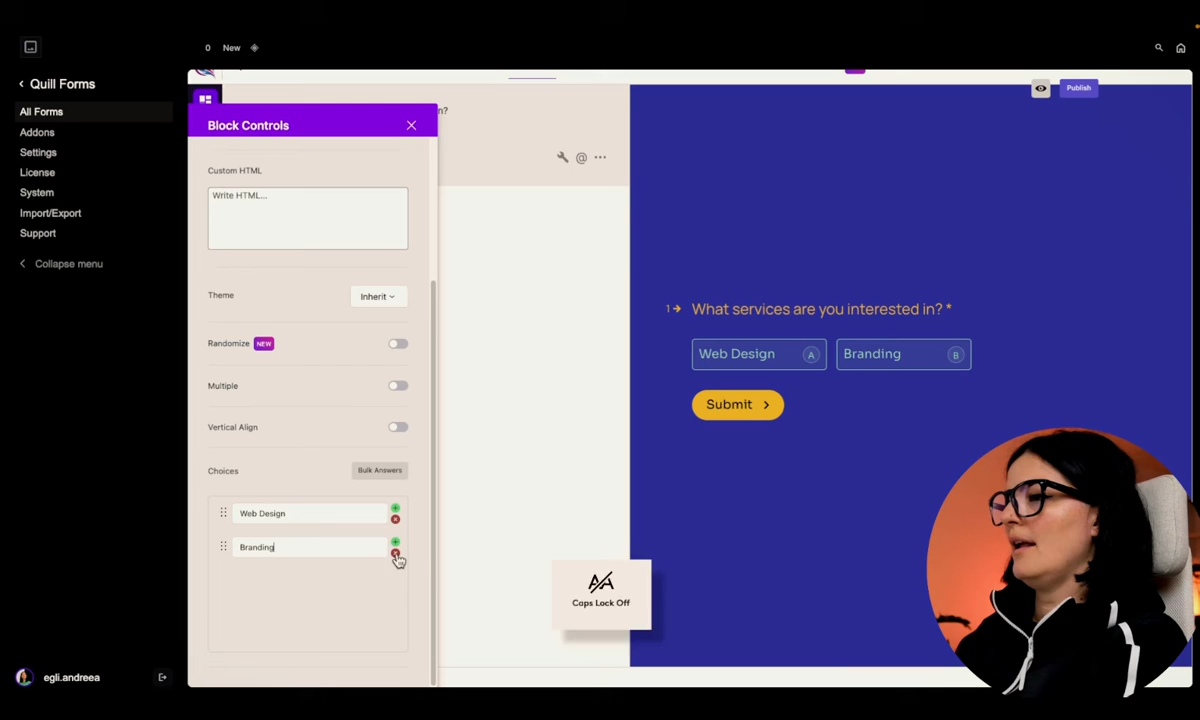 0 New
Quill Forms
All Forms
Addons
Settings
License
System
Import/Export
Support
Collapse menu
egli.andreea
Block Controls
Custom HTML
Write HTML...
Theme
Inherit
Randomize NEW
Multiple
Vertical Align
Choices
Bulk Answers
Web Design
Branding
n?
@
Publish
1 What services are you interested in? *
Web Design A
Branding B
Submit
Caps Lock Off